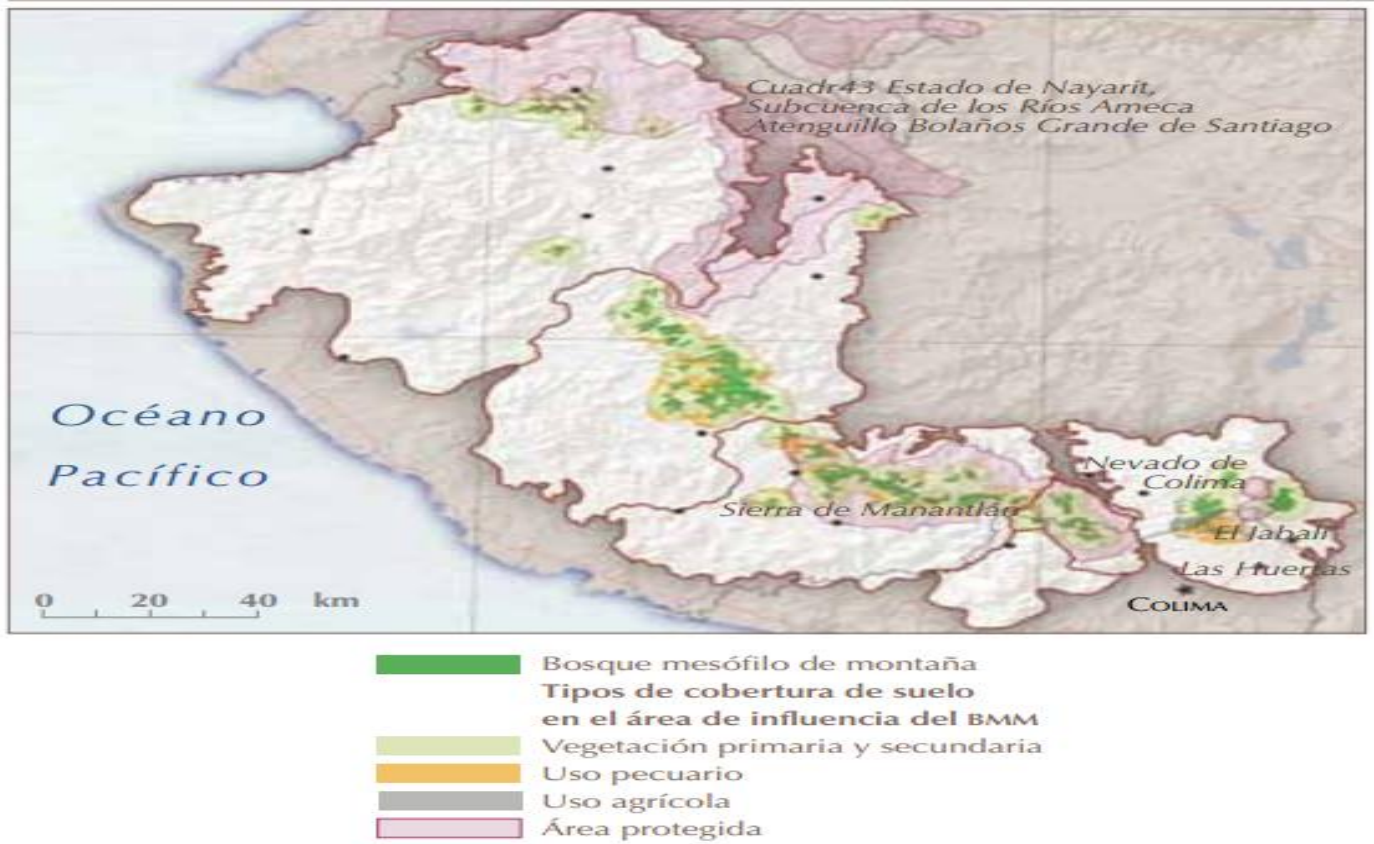 Cuadr43 Estado de Nayarit,
Subcuenca de los Ríos Ameca
Atenguillo Bolaños Grande de Santiago
Océano
Pacífico
Nevado de
Colima
Sierra de Manantlán
El Jabalí
Las Huertas
COLIMA
0 20 40 km
Bosque mesófilo de montaña
Tipos de cobertura de suelo
en el área de influencia del BMM
Vegetación primaria y secundaria
Uso pecuario
Uso agrícola
Área protegida